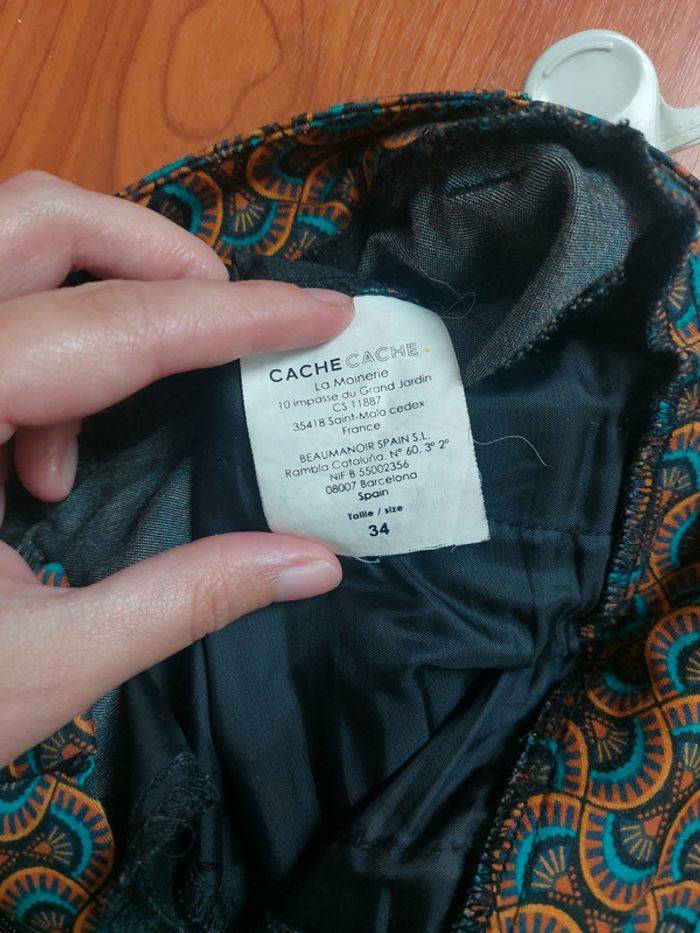 CACHE CACHE.
La Moinerie
10 impasse du Grand Jardin
CS 11887
35418 Saint-Malo cedex
France
BEAUMANOIR SPAIN S.L.
Rambla Cataluña, Nº 60, 3º 2º
NIF B 55002356
08007 Barcelona
Spain
Taille / size
34